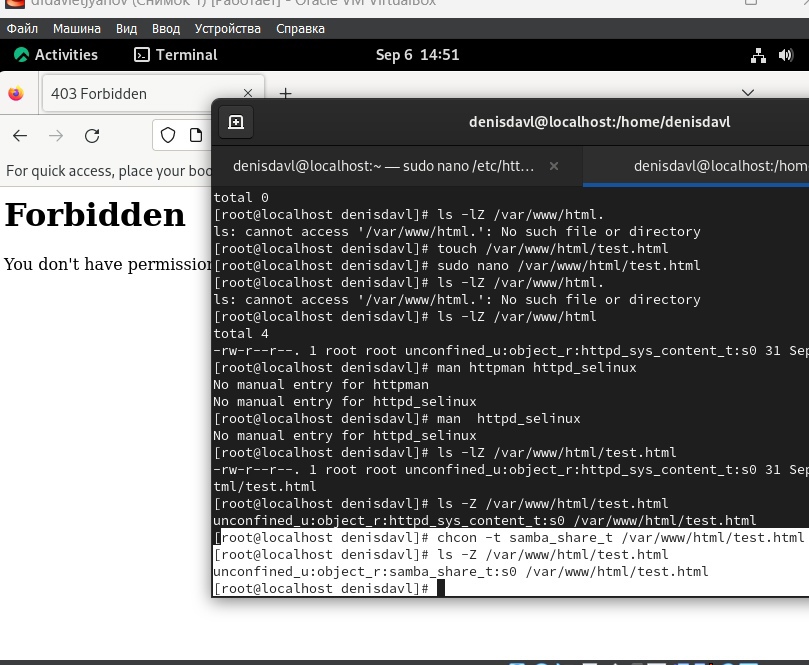 dfdavletjyanov (Снимок 1) [Работает] - Oracle VM VirtualBox
Файл Машина Вид Ввод Устройства Справка
Activities Terminal Sep 6 14:51
403 Forbidden
denisdavl@localhost:/home/denisdavl
For quick access, place your boo
denisdavl@localhost:~ — sudo nano /etc/htt… denisdavl@localhost:/hom
Forbidden
You don't have permission
total 0
[root@localhost denisdavl]# ls -lZ /var/www/html.
ls: cannot access '/var/www/html.': No such file or directory
[root@localhost denisdavl]# touch /var/www/html/test.html
[root@localhost denisdavl]# sudo nano /var/www/html/test.html
[root@localhost denisdavl]# ls -lZ /var/www/html.
ls: cannot access '/var/www/html.': No such file or directory
[root@localhost denisdavl]# ls -lZ /var/www/html
total 4
-rw-r--r--. 1 root root unconfined_u:object_r:httpd_sys_content_t:s0 31 Sep
[root@localhost denisdavl]# man httpman httpd_selinux
No manual entry for httpman
No manual entry for httpd_selinux
[root@localhost denisdavl]# man  httpd_selinux
No manual entry for httpd_selinux
[root@localhost denisdavl]# ls -lZ /var/www/html/test.html
-rw-r--r--. 1 root root unconfined_u:object_r:httpd_sys_content_t:s0 31 Sep
tml/test.html
[root@localhost denisdavl]# ls -Z /var/www/html/test.html
unconfined_u:object_r:httpd_sys_content_t:s0 /var/www/html/test.html
[root@localhost denisdavl]# chcon -t samba_share_t /var/www/html/test.html
[root@localhost denisdavl]# ls -Z /var/www/html/test.html
unconfined_u:object_r:samba_share_t:s0 /var/www/html/test.html
[root@localhost denisdavl]#